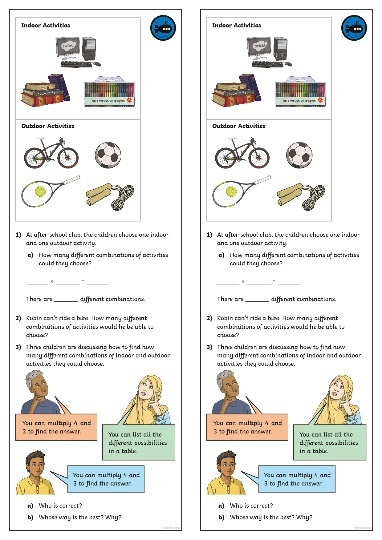 Indoor Activities
Outdoor Activities
1) At after-school club, the children choose one indoor
and one outdoor activity.
a) How many different combinations of activities
could they choose?
______ × ______ = ______
There are ______ different combinations.
2) Rubin can't ride a bike. How many different
combinations of activities would he be able to
choose?
3) Three children are discussing how to find how
many different combinations of indoor and outdoor
activities they could choose.
You can multiply 4 and
3 to find the answer.
You can list all the
different possibilities
in a table.
You can multiply 4 and
3 to find the answer.
a) Who is correct?
b) Whose way is the best? Why?
Indoor Activities
Outdoor Activities
1) At after-school club, the children choose one indoor
and one outdoor activity.
a) How many different combinations of activities
could they choose?
______ × ______ = ______
There are ______ different combinations.
2) Rubin can't ride a bike. How many different
combinations of activities would he be able to
choose?
3) Three children are discussing how to find how
many different combinations of indoor and outdoor
activities they could choose.
You can multiply 4 and
3 to find the answer.
You can list all the
different possibilities
in a table.
You can multiply 4 and
3 to find the answer.
a) Who is correct?
b) Whose way is the best? Why?